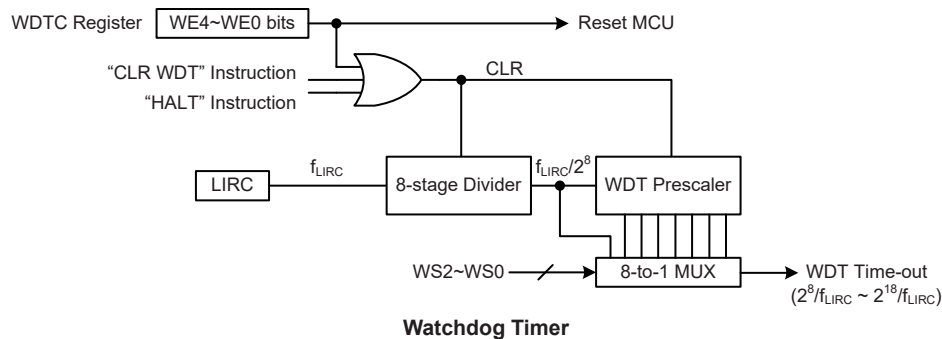 WDTC Register WE4~WE0 bits Reset MCU
“CLR WDT” Instruction
CLR
“HALT” Instruction
LIRC
fLIRC
8-stage Divider
fLIRC/2^8
WDT Prescaler
WS2~WS0
8-to-1 MUX
WDT Time-out
(2^8/fLIRC ~ 2^18/fLIRC)
Watchdog Timer